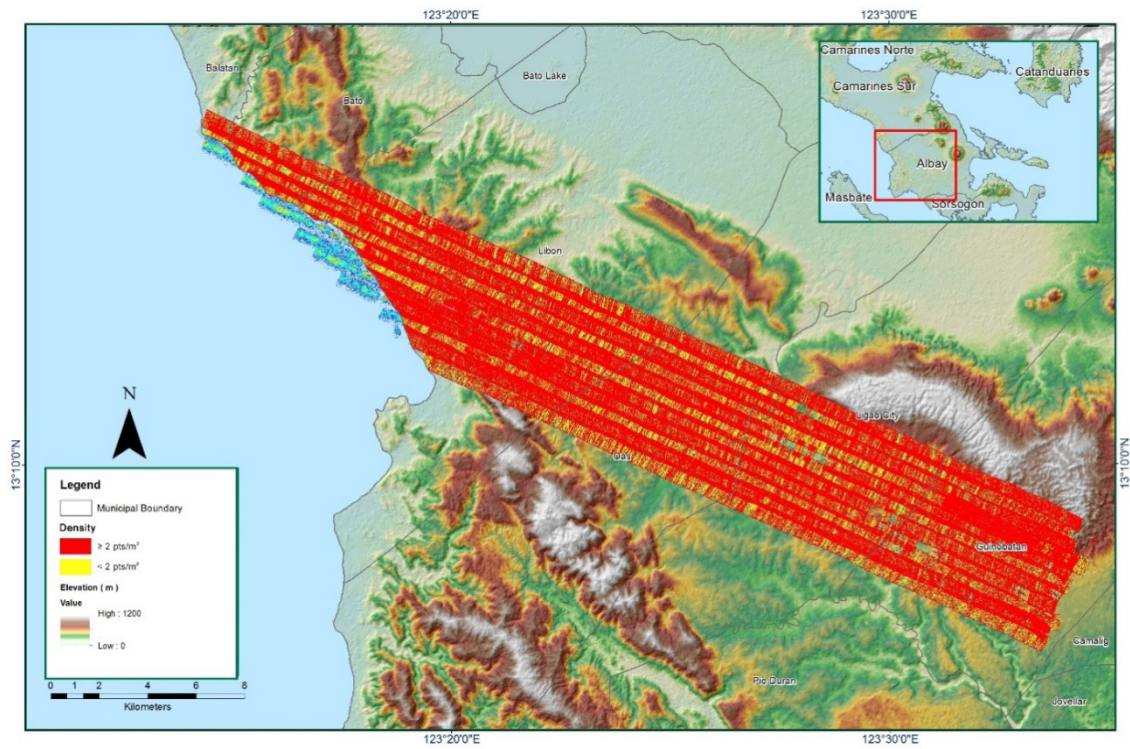 123°20'0"E
123°30'0"E
Balatan
Bato
Bato Lake
Camarines Norte
Catanduanes
Camarines Sur
Albay
Masbate
Sorsogon
Libon
N
Ligao City
13°10'0"N
13°10'0"N
Oas
Guinobatan
Camalig
Pio Duran
Jovellar
Legend
Municipal Boundary
Density
≥ 2 pts/m²
< 2 pts/m²
Elevation ( m )
Value
High : 1200
Low : 0
0 1 2 4 6 8
Kilometers
123°20'0"E
123°30'0"E